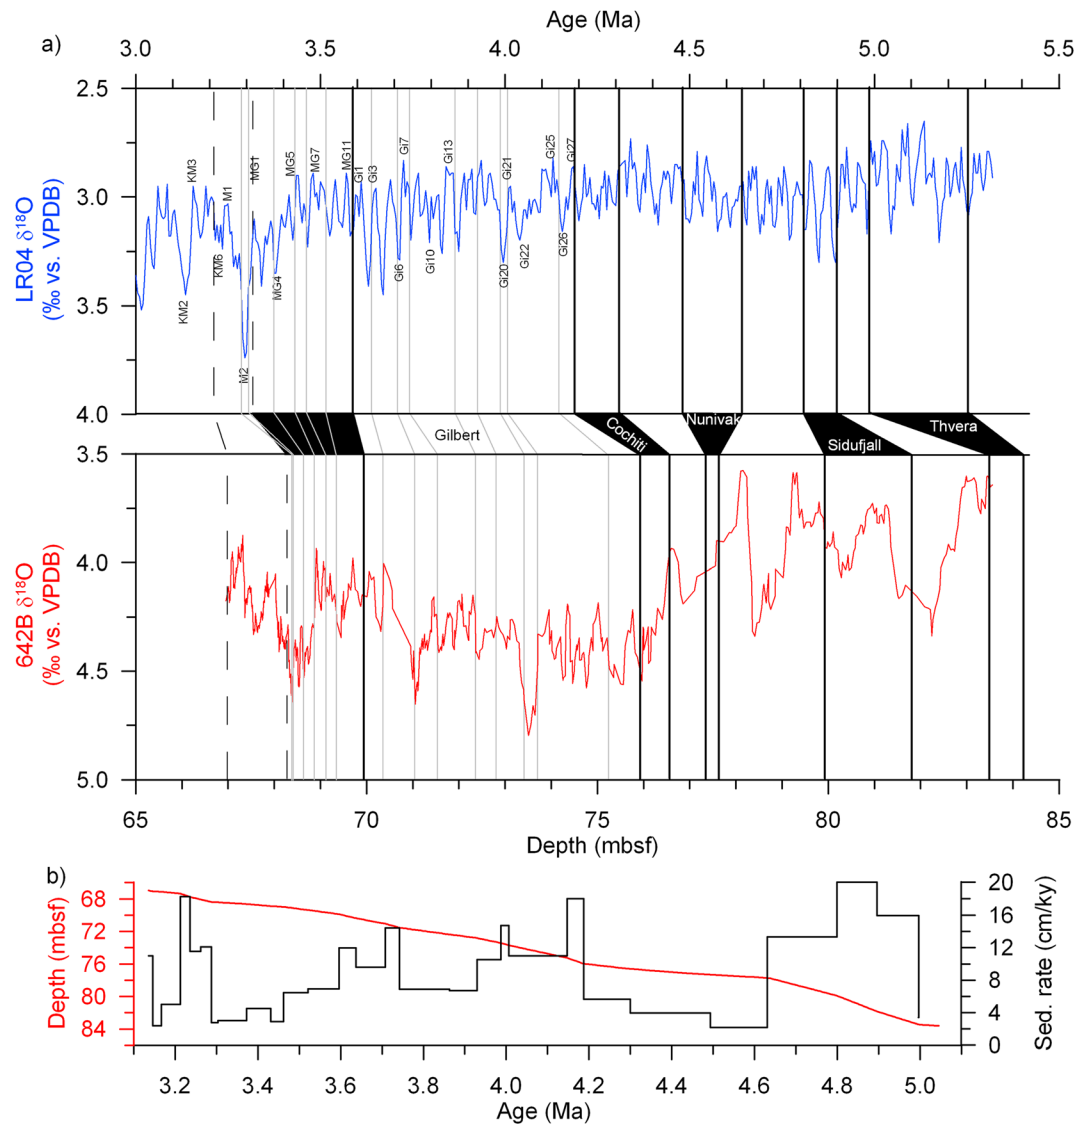 Age (Ma)
a)
3.0 3.5 4.0 4.5 5.0 5.5
2.5
3.0
3.5
4.0
LR04 δ18O
(‰ vs. VPDB)
KM2
KM3
KM6
M1
M2
MG1
MG4
MG5
MG7
MG11
Gi1
Gi3
Gi6
Gi7
Gi10
Gi13
Gi20
Gi21
Gi22
Gi25
Gi26
Gi27
Gilbert
Cochiti
Nunivak
Sidufjall
Thvera
3.5
4.0
4.5
5.0
642B δ18O
(‰ vs. VPDB)
65 70 75 80 85
Depth (mbsf)
b)
68
72
76
80
84
Depth (mbsf)
20
16
12
8
4
0
Sed. rate (cm/ky)
3.2 3.4 3.6 3.8 4.0 4.2 4.4 4.6 4.8 5.0
Age (Ma)